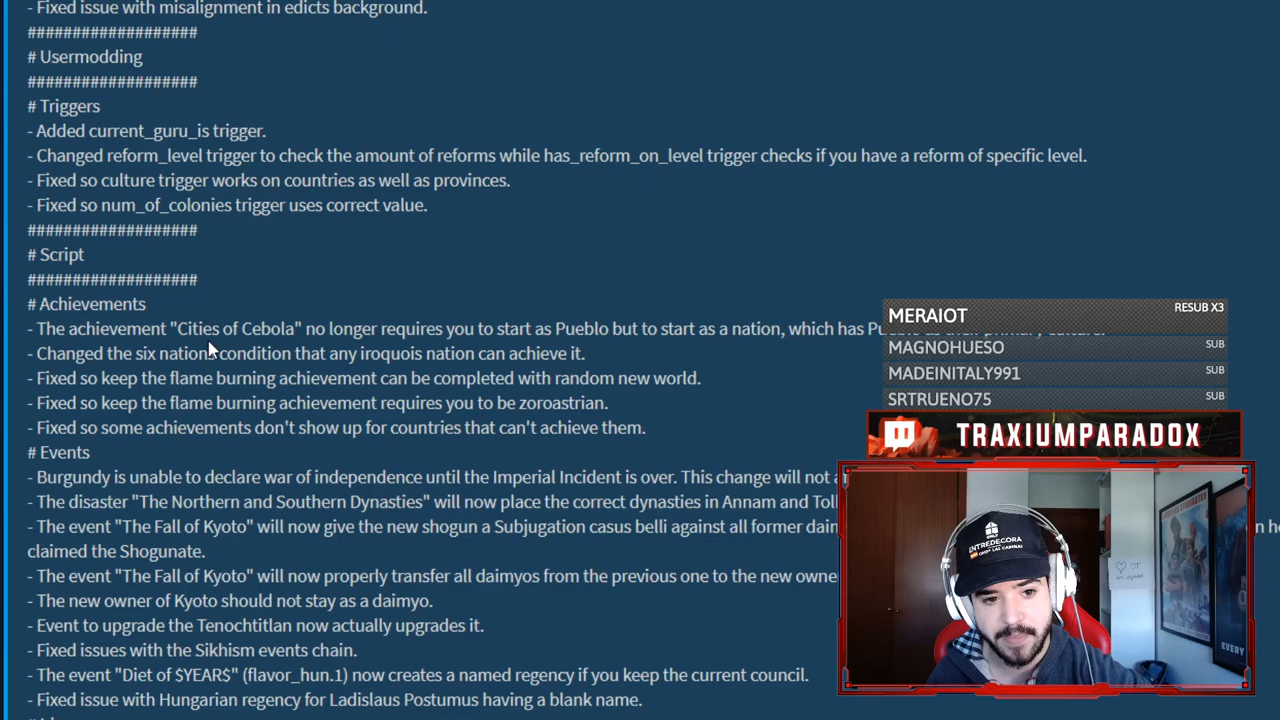 - Fixed issue with misalignment in edicts background.
###################
# Usermodding
###################
# Triggers
- Added current_guru_is trigger.
- Changed reform_level trigger to check the amount of reforms while has_reform_on_level trigger checks if you have a reform of specific level.
- Fixed so culture trigger works on countries as well as provinces.
- Fixed so num_of_colonies trigger uses correct value.
###################
# Script
###################
# Achievements
- The achievement "Cities of Cebola" no longer requires you to start as Pueblo but to start as a nation, which has
- Changed the six nations condition that any iroquois nation can achieve it.
- Fixed so keep the flame burning achievement can be completed with random new world.
- Fixed so keep the flame burning achievement requires you to be zoroastrian.
- Fixed so some achievements don't show up for countries that can't achieve them.
# Events
- Burgundy is unable to declare war of independence until the Imperial Incident is over. This change will not
- The disaster "The Northern and Southern Dynasties" will now place the correct dynasties in Annam and
- The event "The Fall of Kyoto" will now give the new shogun a Subjugation casus belli against all former
claimed the Shogunate.
- The event "The Fall of Kyoto" will now properly transfer all daimyos from the previous one to the new
- The new owner of Kyoto should not stay as a daimyo.
- Event to upgrade the Tenochtitlan now actually upgrades it.
- Fixed issues with the Sikhism events chain.
- The event "Diet of $YEAR$" (flavor_hun.1) now creates a named regency if you keep the current council.
- Fixed issue with Hungarian regency for Ladislaus Postumus having a blank name.
MERAIOT RESUB X3
MAGNOHUESO SUB
MADEINITALY991 SUB
SRTRUENO75 SUB
TRAXIUMPARADOX
ENTREDECORA
EVERY